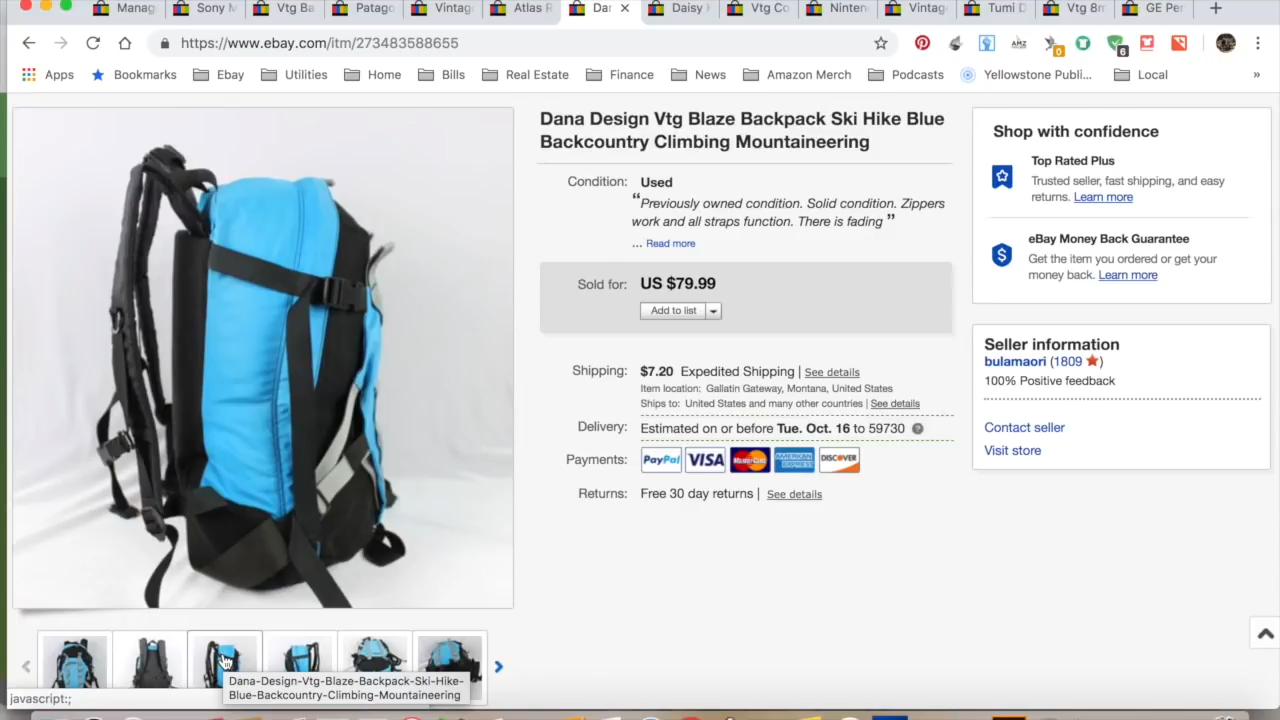 Manag
Sony M
Vtg Ba
Patago
Vintag
Atlas R
Dan
Daisy
Vtg Co
Ninten
Vintag
Tumi D
Vtg 8m
GE Per
https://www.ebay.com/itm/273483588655
AMZ
0
6
Apps
Bookmarks
Ebay
Utilities
Home
Bills
Real Estate
Finance
News
Amazon Merch
Podcasts
Yellowstone Publi...
Local
»
Dana Design Vtg Blaze Backpack Ski Hike Blue
Backcountry Climbing Mountaineering
Condition: Used
“Previously owned condition. Solid condition. Zippers
work and all straps function. There is fading ”
... Read more
Sold for: US $79.99
Add to list
Shipping: $7.20 Expedited Shipping | See details
Item location: Gallatin Gateway, Montana, United States
Ships to: United States and many other countries | See details
Delivery: Estimated on or before Tue. Oct. 16 to 59730
Payments: PayPal VISA MasterCard AMERICAN EXPRESS DISCOVER
Returns: Free 30 day returns | See details
Shop with confidence
Top Rated Plus
Trusted seller, fast shipping, and easy
returns. Learn more
eBay Money Back Guarantee
Get the item you ordered or get your
money back. Learn more
Seller information
bulamaori (1809 )
100% Positive feedback
Contact seller
Visit store
Dana-Design-Vtg-Blaze-Backpack-Ski-Hike-
Blue-Backcountry-Climbing-Mountaineering
javascript:;